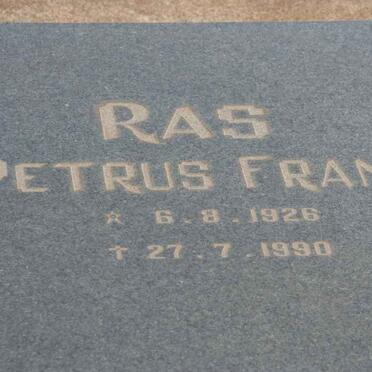 RAS
PETRUS FRAN
☆ 6.8.1926
† 27.7.1990